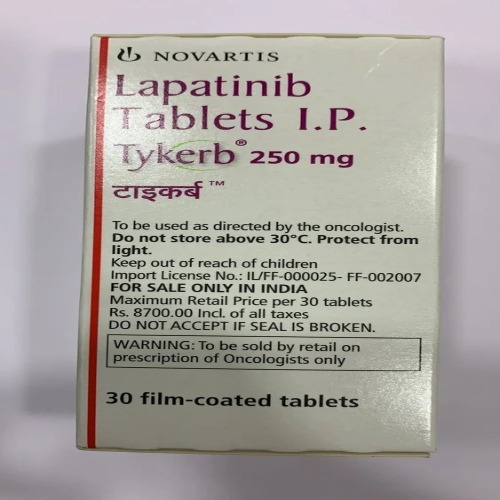 NOVARTIS
Lapatinib
Tablets I.P.
Tykerb® 250 mg
टाइकर्ब ™
To be used as directed by the oncologist.
Do not store above 30°C. Protect from
light.
Keep out of reach of children
Import License No.: IL/FF-000025- FF-002007
FOR SALE ONLY IN INDIA
Maximum Retail Price per 30 tablets
Rs. 8700.00 Incl. of all taxes
DO NOT ACCEPT IF SEAL IS BROKEN.
WARNING: To be sold by retail on
prescription of Oncologists only
30 film-coated tablets